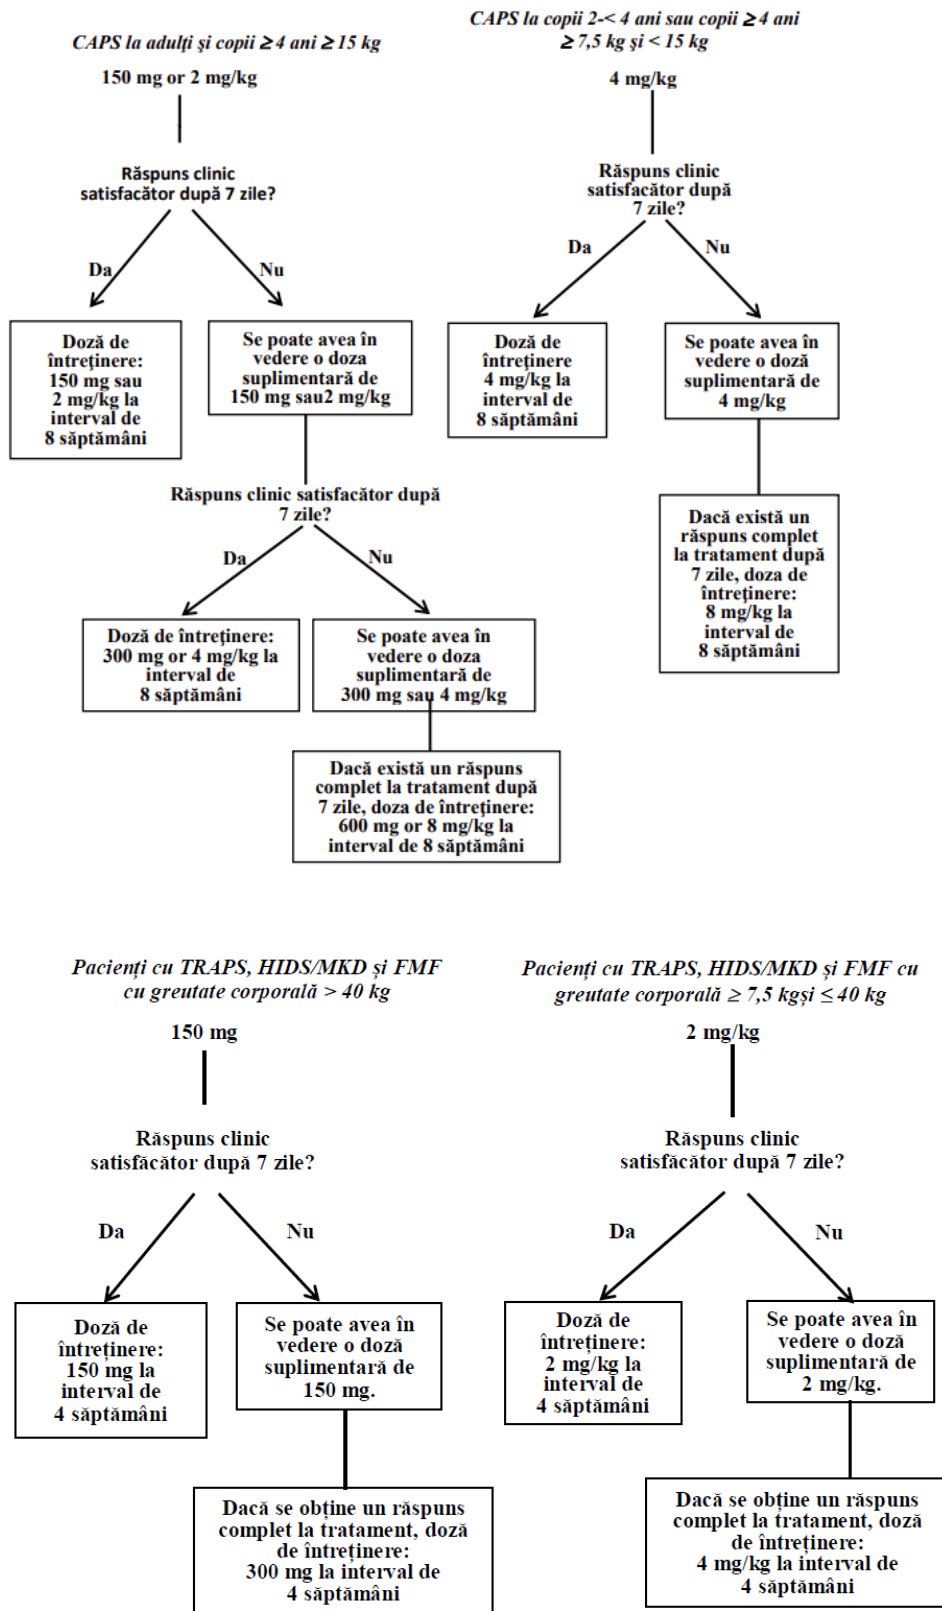 CAPS la adulți și copii ≥ 4 ani ≥ 15 kg
150 mg or 2 mg/kg
Răspuns clinic
satisfacător după 7 zile?
Da
Nu
Doză de
întreținere:
150 mg sau
2 mg/kg la
interval de
8 săptămâni
Se poate avea în
vedere o doza
suplimentară de
150 mg sau2 mg/kg
Răspuns clinic satisfacător după
7 zile?
Da
Nu
Doză de întreținere:
300 mg or 4 mg/kg la
interval de
8 săptămâni
Se poate avea în
vedere o doza
suplimentară de
300 mg sau 4 mg/kg
Dacă există un răspuns
complet la tratament după
7 zile, doza de întreținere:
600 mg or 8 mg/kg la
interval de 8 săptămâni
CAPS la copii 2-< 4 ani sau copii ≥ 4 ani
≥ 7,5 kg și < 15 kg
4 mg/kg
Răspuns clinic
satisfacător după
7 zile?
Da
Nu
Doză de
întreținere
4 mg/kg la
interval de
8 săptămâni
Se poate avea în
vedere o doză
suplimentară de
4 mg/kg
Dacă există un
răspuns complet
la tratament după
7 zile, doza de
întreținere:
8 mg/kg la
interval de
8 săptămâni
Pacienți cu TRAPS, HIDS/MKD și FMF
cu greutate corporală > 40 kg
150 mg
Răspuns clinic
satisfăcător după 7 zile?
Da
Nu
Doză de
întreținere:
150 mg la
interval de
4 săptămâni
Se poate avea în
vedere o doză
suplimentară de
150 mg.
Dacă se obține un răspuns
complet la tratament, doză
de întreținere:
300 mg la interval de
4 săptămâni
Pacienți cu TRAPS, HIDS/MKD și FMF cu
greutate corporală ≥ 7,5 kgși ≤ 40 kg
2 mg/kg
Răspuns clinic
satisfăcător după 7 zile?
Da
Nu
Doză de
întreținere:
2 mg/kg la
interval de
4 săptămâni
Se poate avea în
vedere o doză
suplimentară de
2 mg/kg.
Dacă se obține un răspuns
complet la tratament, doză
de întreținere:
4 mg/kg la interval de
4 săptămâni